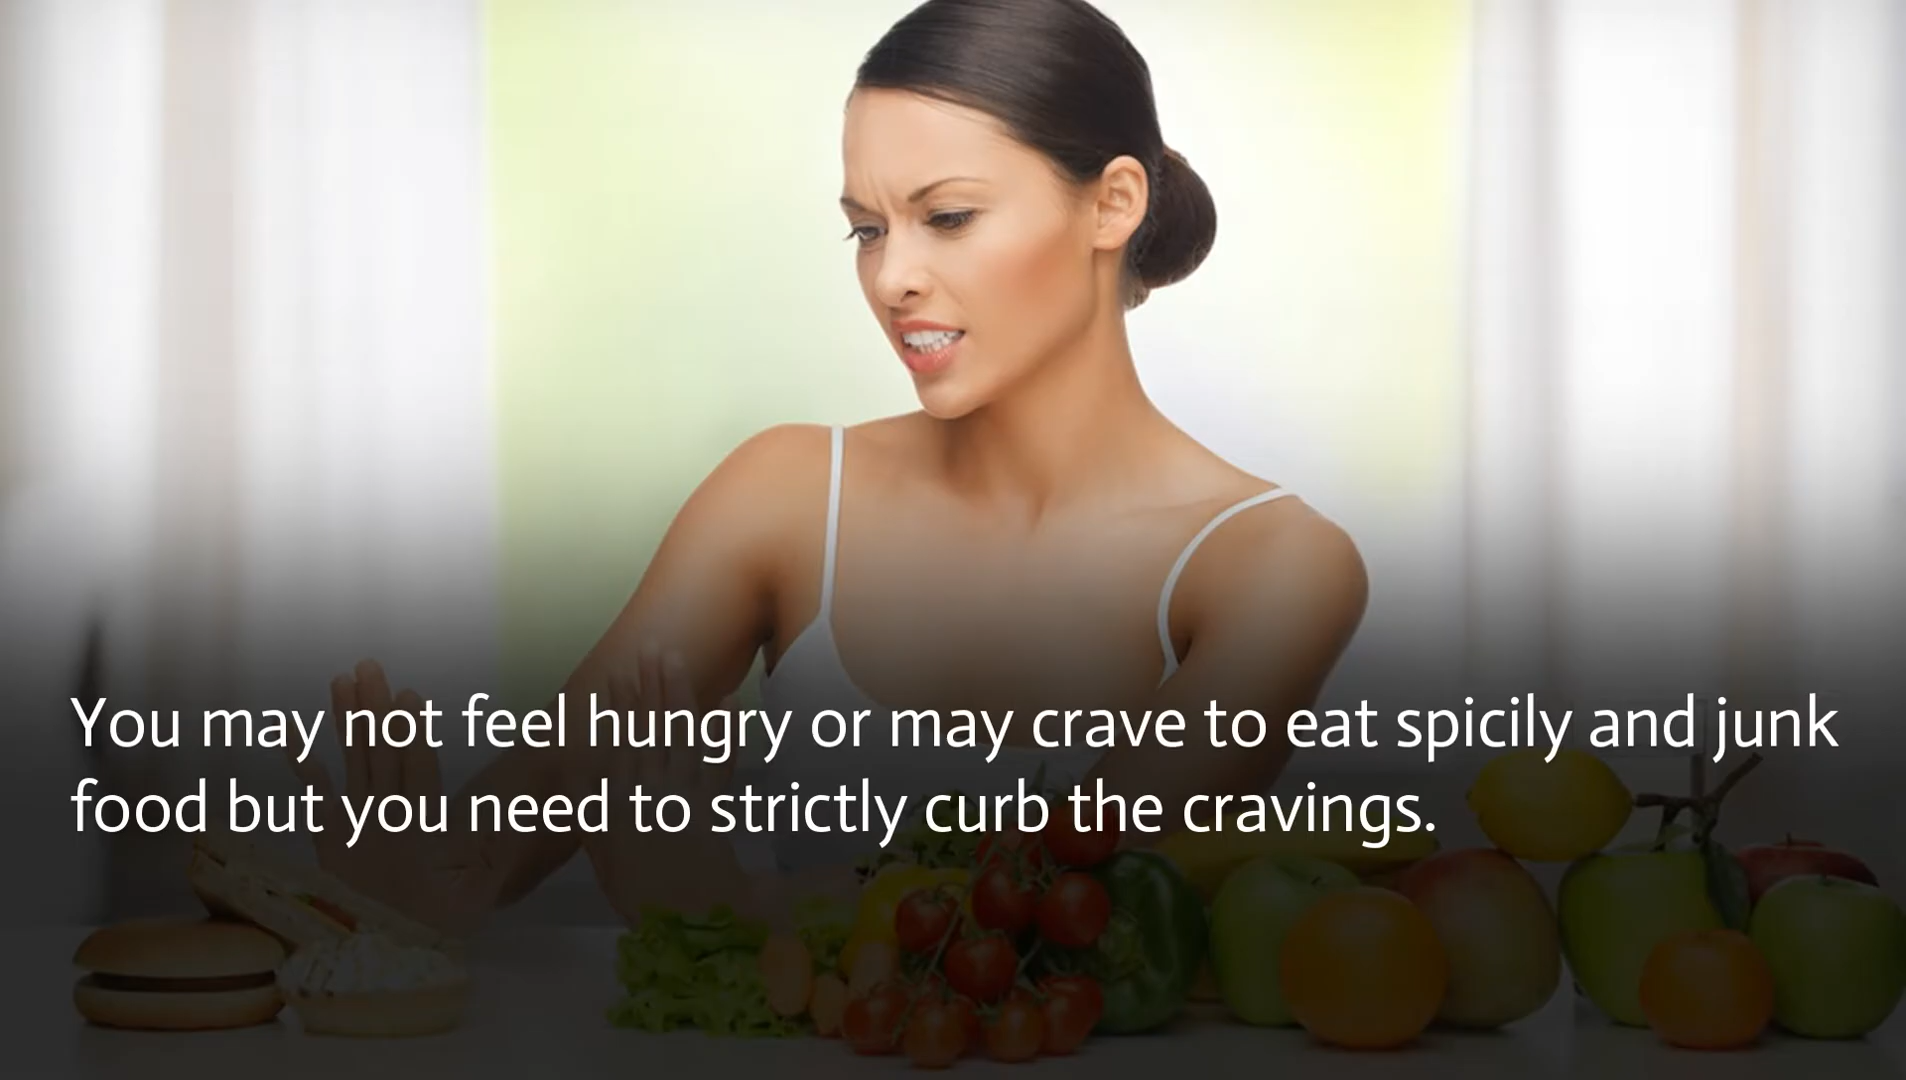 You may not feel hungry or may crave to eat spicily and junk
food but you need to strictly curb the cravings.